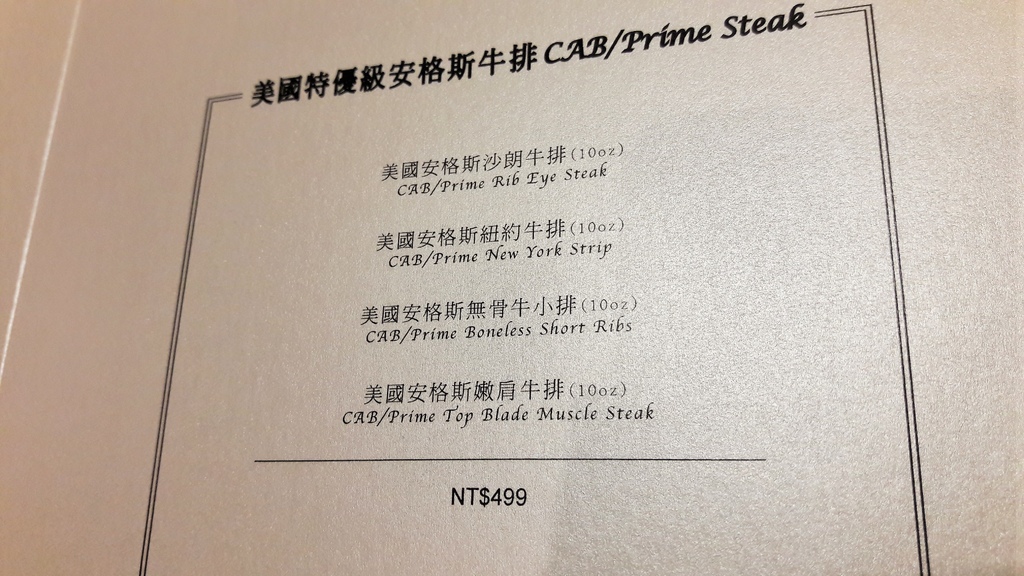 美國特優級安格斯牛排 CAB/Prime Steak
美國安格斯沙朗牛排(10oz)
CAB/Prime Rib Eye Steak
美國安格斯紐約牛排(10oz)
CAB/Prime New York Strip
美國安格斯無骨牛小排(10oz)
CAB/Prime Boneless Short Ribs
美國安格斯嫩肩牛排(10oz)
CAB/Prime Top Blade Muscle Steak
NT$499